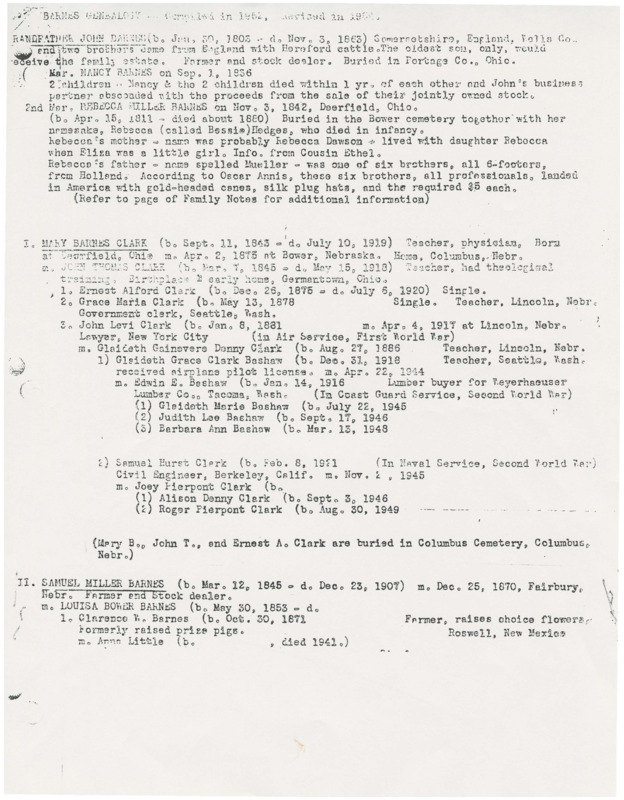 BARNES GENEALOGY -- Compiled in 1952, Revised in
GRANDFATHER JOHN BARNES(b. Jan. 30, 1803 - d. Nov. 3, 1863) Somersetshire, England, Wells Co.
and two brothers came from England with Hereford cattle.The oldest son, only, would
receive the family estate. Farmer and stock dealer. Buried in Portage Co., Ohio.
Mar. NANCY BARNES on Sep. 1, 1836
2 children - Nancy & the 2 children died within 1 yr. of each other and John's business
partner absconded with the proceeds from the sale of their jointly owned stock.
2nd Mar. REBECCA MILLER BARNES on Nov. 3, 1842, Deerfield, Ohio.
(b. Apr. 15, 1811 - died about 1880) Buried in the Bower cemetery together with her
namesake, Rebecca (called Bessie)Hedges, who died in infancy.
Rebecca's mother - name was probably Rebecca Dawson - lived with daughter Rebecca
when Eliza was a little girl. Info. from Cousin Ethel.
Rebecca's father - name spelled Mueller - was one of six brothers, all 6-footers,
from Holland. According to Oscar Annis, these six brothers, all professionals, landed
in America with gold-headed canes, silk plug hats, and the required $5 each.
(Refer to page of Family Notes for additional information)
I. MARY BARNES CLARK (b. Sept. 11, 1843 - d. July 10, 1919) Teacher, physician, Born
at Deerfield, Ohio m. Apr. 2, 1875 at Bower, Nebraska. Home, Columbus, Nebr.
m. JOHN THOMAS CLARK (b. Mar. 7, 1845 - d. May 15, 1918) Teacher, had theological
training. Birthplace & early home, Germantown, Ohio.
1. Ernest Alford Clark (b. Dec. 26, 1875 - d. July 6, 1920) Single.
2. Grace Maria Clark (b. May 13, 1878 Single. Teacher, Lincoln, Nebr.
Government clerk, Seattle, Wash.
3. John Levi Clark (b. Jan. 8, 1881 m. Apr. 4, 1917 at Lincoln, Nebr.
Lawyer, New York City (in Air Service, First World War)
m. Glaideth Gainevere Denny Clark (b. Aug. 27, 1886 Teacher, Lincoln, Nebr.
1) Glaideth Grace Clark Bashaw (b. Dec. 31, 1918 Teacher, Seattle, Wash.
received airplane pilot license. m. Apr. 22, 1944
m. Edwin E. Bashaw (b. Jan. 14, 1916 Lumber buyer for Weyerhaeuser
Lumber Co., Tacoma, Wash. (In Coast Guard Service, Second World War)
(1) Glaideth Marie Bashaw (b. July 22, 1945
(2) Judith Lee Bashaw (b. Sept. 17, 1946
(3) Barbara Ann Bashaw (b. Mar. 13, 1948
2) Samuel Hurst Clark (b. Feb. 8, 1921 (In Naval Service, Second World War)
Civil Engineer, Berkeley, Calif. m. Nov. 2 , 1945
m. Joey Pierpont Clark (b.
(1) Alison Denny Clark (b. Sept. 3, 1946
(2) Roger Pierpont Clark (b. Aug. 30, 1949
(Mary B., John T., and Ernest A. Clark are buried in Columbus Cemetery, Columbus,
Nebr.)
II. SAMUEL MILLER BARNES (b. Mar. 12, 1845 - d. Dec. 23, 1907) m. Dec. 25, 1870, Fairbury,
Nebr. Farmer and Stock dealer.
m. LOUISA BOWER BARNES (b. May 30, 1853 - d.
1. Clarence W. Barnes (b. Oct. 30, 1871 Farmer, raises choice flowers,
Formerly raised prize pigs. Roswell, New Mexico
m. Anna Little (b. , died 1941.)